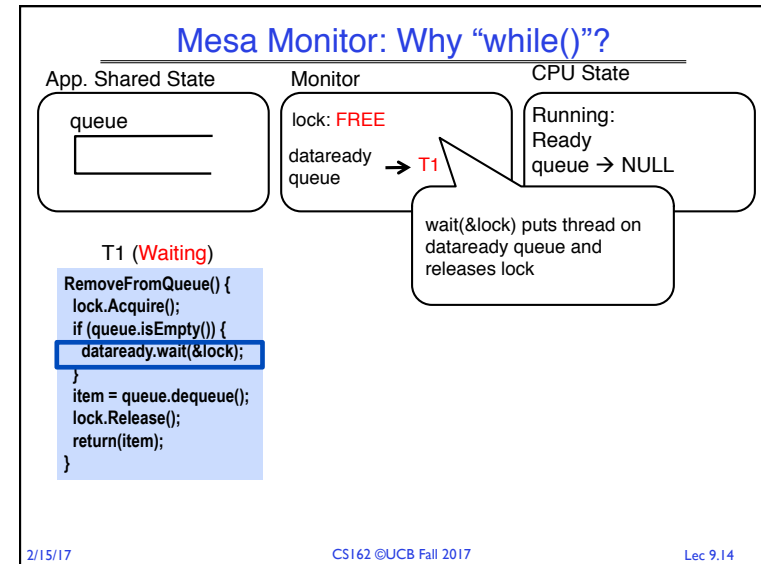 Mesa Monitor: Why “while()”?
App. Shared State
Monitor
CPU State
queue
lock: FREE
dataready
queue → T1
Running:
Ready
queue → NULL
wait(&lock) puts thread on
dataready queue and
releases lock
T1 (Waiting)
RemoveFromQueue() {
lock.Acquire();
if (queue.isEmpty()) {
dataready.wait(&lock);
}
item = queue.dequeue();
lock.Release();
return(item);
}
2/15/17
CS162 ©UCB Fall 2017
Lec 9.14